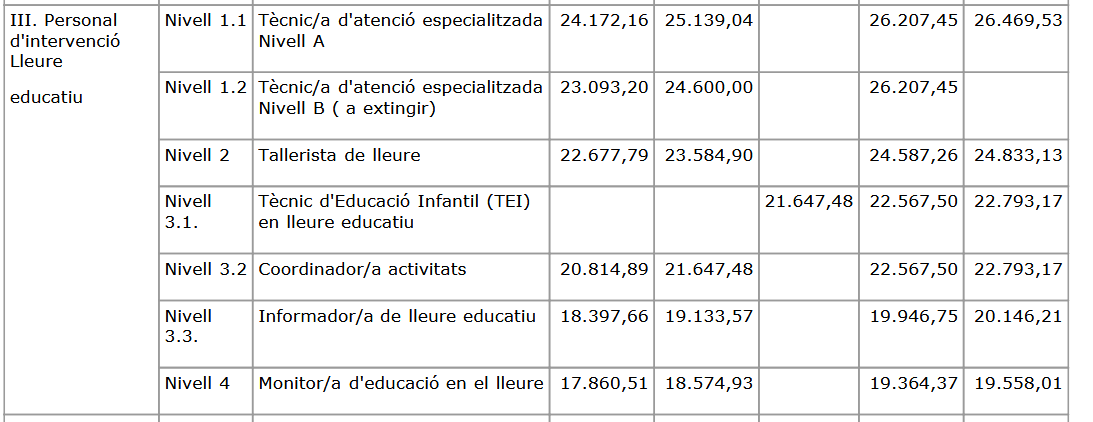 III. Personal
d'intervenció
Lleure
educatiu
Nivell 1.1 Tècnic/a d'atenció especialitzada 24.172,16 25.139,04 26.207,45 26.469,53
Nivell A
Nivell 1.2 Tècnic/a d'atenció especialitzada 23.093,20 24.600,00 26.207,45
Nivell B ( a extingir)
Nivell 2 Tallerista de lleure 22.677,79 23.584,90 24.587,26 24.833,13
Nivell Tècnic d'Educació Infantil (TEI) 21.647,48 22.567,50 22.793,17
3.1. en lleure educatiu
Nivell 3.2 Coordinador/a activitats 20.814,89 21.647,48 22.567,50 22.793,17
Nivell Informador/a de lleure educatiu 18.397,66 19.133,57 19.946,75 20.146,21
3.3.
Nivell 4 Monitor/a d'educació en el lleure 17.860,51 18.574,93 19.364,37 19.558,01